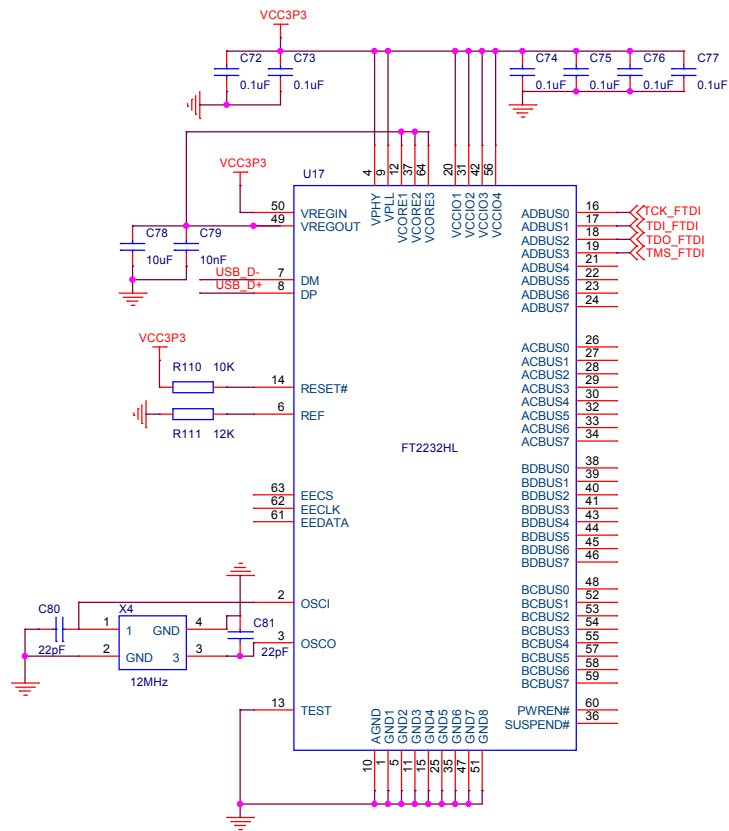 VCC3P3
C72 C73 C74 C75 C76 C77
0.1uF 0.1uF 0.1uF 0.1uF 0.1uF 0.1uF
VCC3P3
U17
4 9 12 37 64 20 31 42 56
VPHY VPLL VCORE1 VCORE2 VCORE3 VCCIO1 VCCIO2 VCCIO3 VCCIO4
50 VREGIN
49 VREGOUT
C78 C79
10uF 10nF
USB_D- 7 DM
USB_D+ 8 DP
VCC3P3
R110 10K
14 RESET#
6 REF
R111 12K
FT2232HL
63 EECS
62 EECLK
61 EEDATA
2 OSCI
C80 X4 C81
1 1 GND 4
2 GND 3 3
22pF 22pF
12MHz
3 OSCO
13 TEST
ADBUS0 16 TCK_FTDI
ADBUS1 17 TDI_FTDI
ADBUS2 18 TDO_FTDI
ADBUS3 19 TMS_FTDI
ADBUS4 21
ADBUS5 22
ADBUS6 23
ADBUS7 24
ACBUS0 26
ACBUS1 27
ACBUS2 28
ACBUS3 29
ACBUS4 30
ACBUS5 32
ACBUS6 33
ACBUS7 34
BDBUS0 38
BDBUS1 39
BDBUS2 40
BDBUS3 41
BDBUS4 43
BDBUS5 44
BDBUS6 45
BDBUS7 46
BCBUS0 48
BCBUS1 52
BCBUS2 53
BCBUS3 54
BCBUS4 55
BCBUS5 57
BCBUS6 58
BCBUS7 59
PWREN# 60
SUSPEND# 36
AGND GND1 GND2 GND3 GND4 GND5 GND6 GND7 GND8
10 1 5 11 15 25 35 47 51